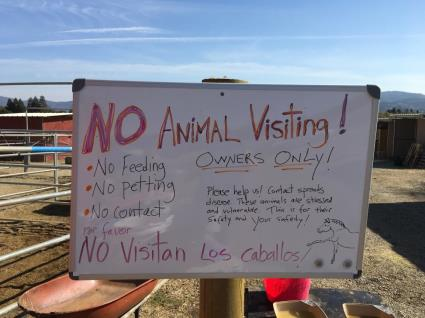 NO ANIMAL VISITING!
OWNERS ONLY!
• No Feeding
• No petting
• No Contact
Please help us! Contact spreads
disease. These animals are stressed
and vulnerable. This is for their
Safety and your safety!
Por favor
No Visitan Los caballos!